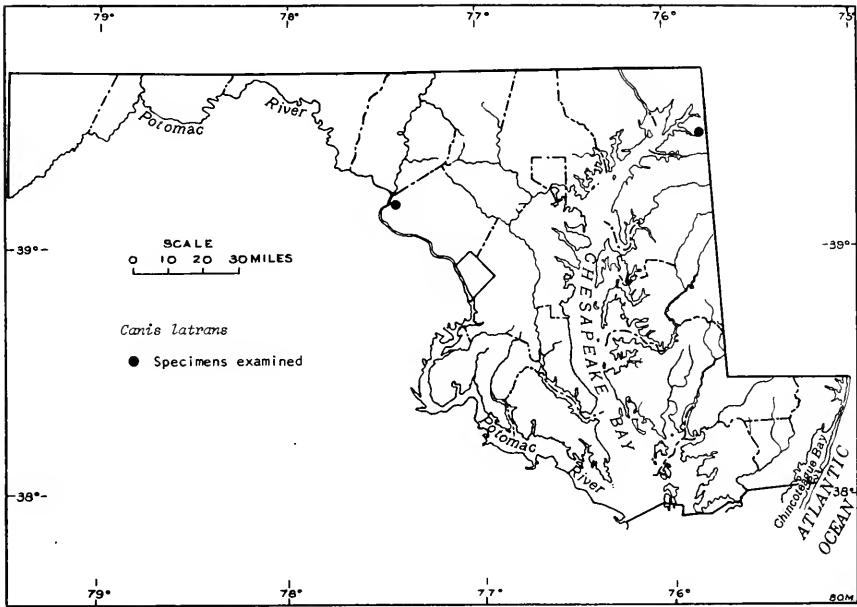 79° 78° 77° 76°
Potomac
River
39°
39°
SCALE
0 10 20 30 MILES
CHESAPEAKE BAY
Canis latrans
Specimens examined
Potomac
River
Chincoteague Bay
ATLANTIC
OCEAN
38°
38°
79° 78° 77° 76°
80M